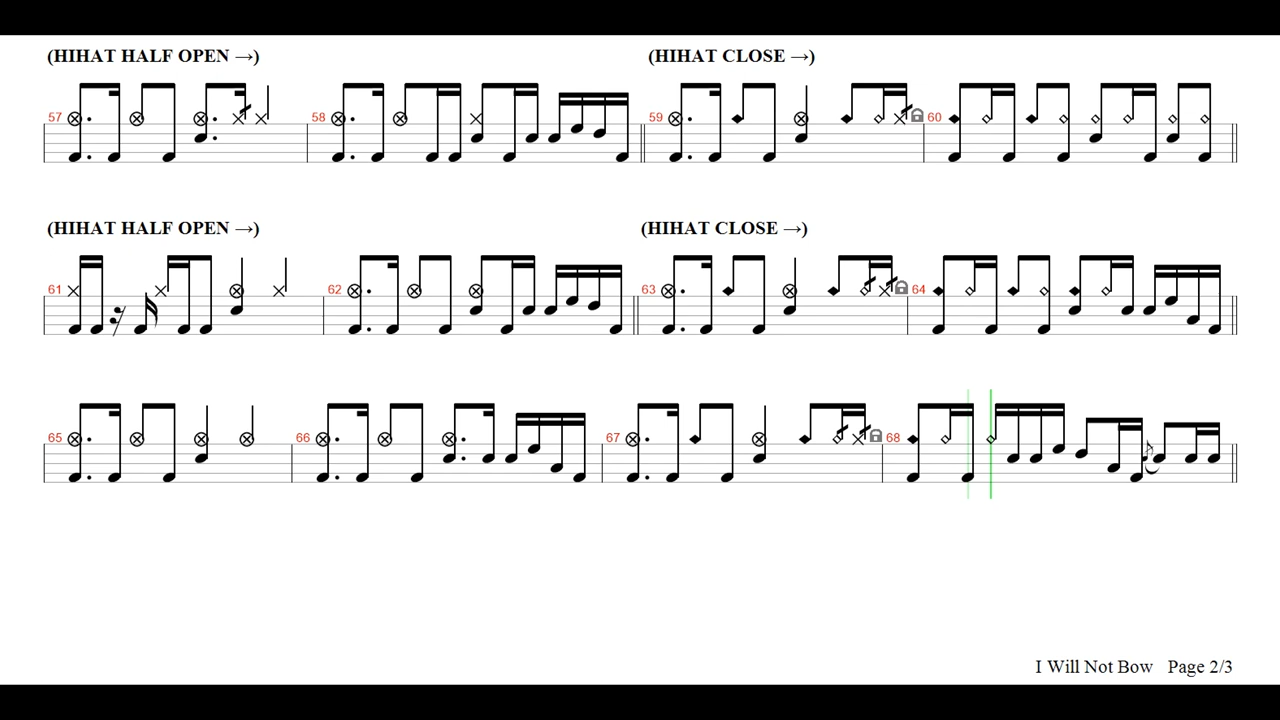 (HIHAT HALF OPEN →) (HIHAT CLOSE →)
57 58 59 60
(HIHAT HALF OPEN →) (HIHAT CLOSE →)
61 62 63 64
65 66 67 68
I Will Not Bow Page 2/3